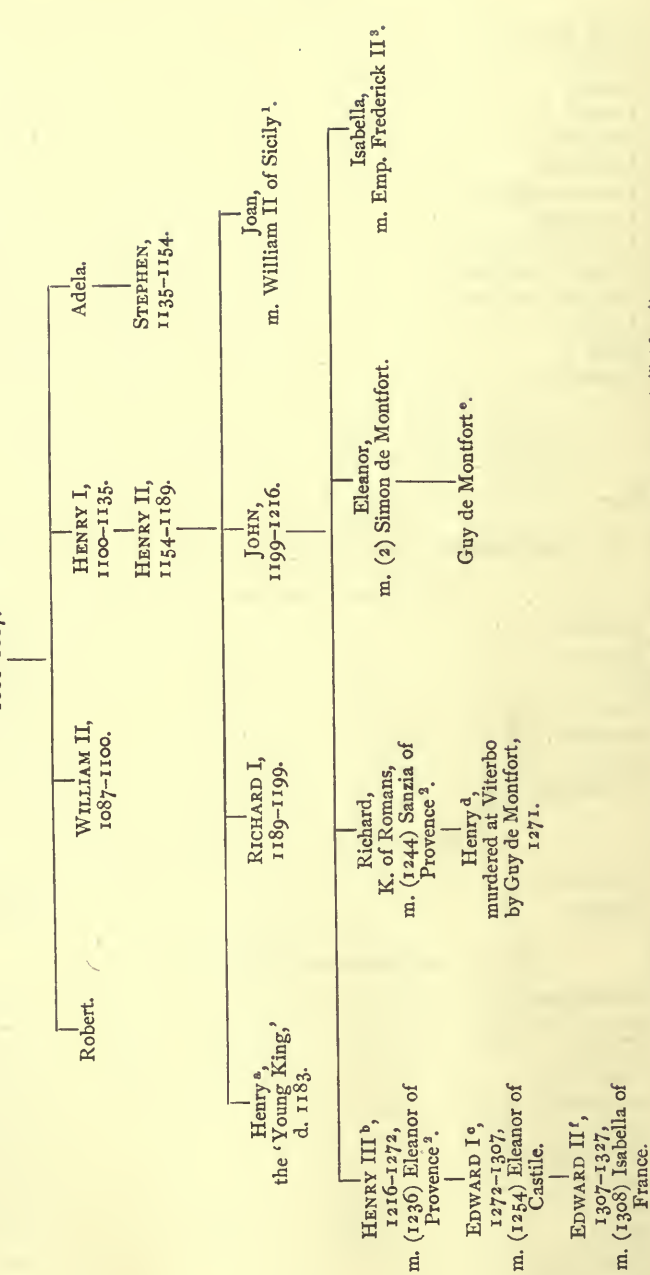 Robert.
WILLIAM II,
1087–1100.
HENRY I,
1100–1135.
Adela.
HENRY II,
1154–1189.
STEPHEN,
1135–1154.
Henry ª,
the ‘Young King,’
d. 1183.
RICHARD I,
1189–1199.
JOHN,
1199–1216.
Joan,
m. William II of Sicily ¹.
HENRY III ᵇ,
1216–1272,
m. (1236) Eleanor of
Provence ².
Richard,
K. of Romans,
m. (1244) Sanzia of
Provence ².
Eleanor,
m. (2) Simon de Montfort.
Isabella,
m. Emp. Frederick II ³.
EDWARD I ᶜ,
1272–1307,
m. (1254) Eleanor of
Castile.
Henry ᵈ,
murdered at Viterbo
by Guy de Montfort,
1271.
Guy de Montfort ᵉ.
EDWARD II ᶠ,
1307–1327,
m. (1308) Isabella of
France.